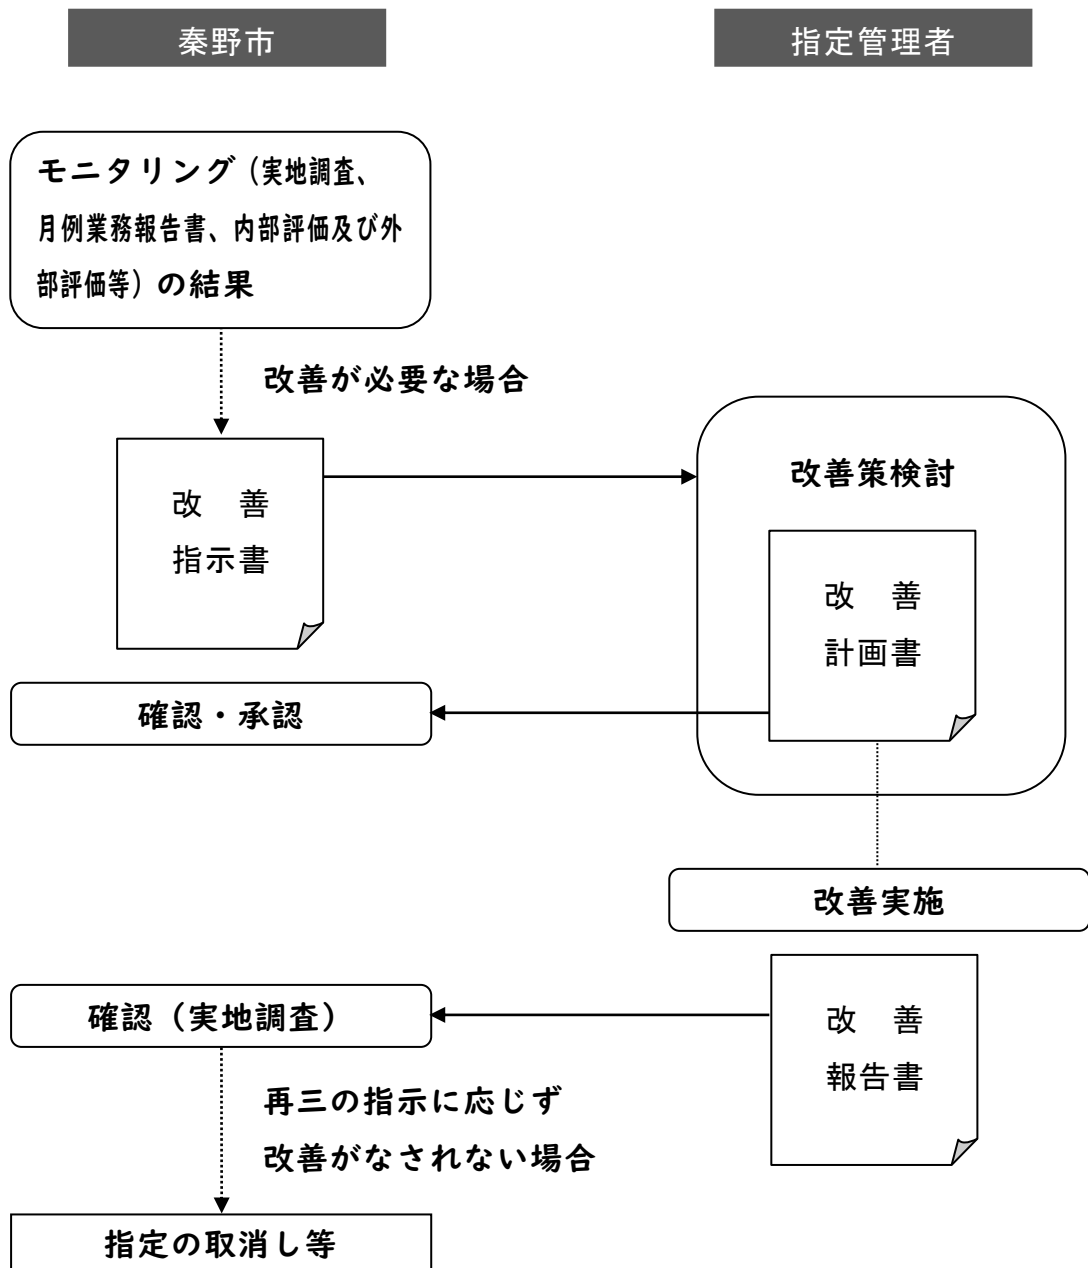 秦野市
指定管理者
モニタリング（実地調査、
月例業務報告書、内部評価及び外
部評価等）の結果
改善が必要な場合
改　善
指示書
改善策検討
改　善
計画書
確認・承認
改善実施
確認（実地調査）
改　善
報告書
再三の指示に応じず
改善がなされない場合
指定の取消し等